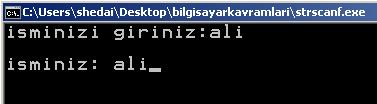 C:\Users\shedai\Desktop\bilgisayarkavramlari\strscanf.exe
isminizi giriniz:ali
isminiz: ali